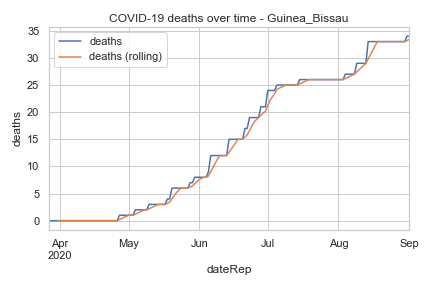 COVID-19 deaths over time - Guinea_Bissau
deaths
deaths (rolling)
35
30
25
20
15
10
5
0
deaths
Apr
2020
May
Jun
Jul
Aug
Sep
dateRep